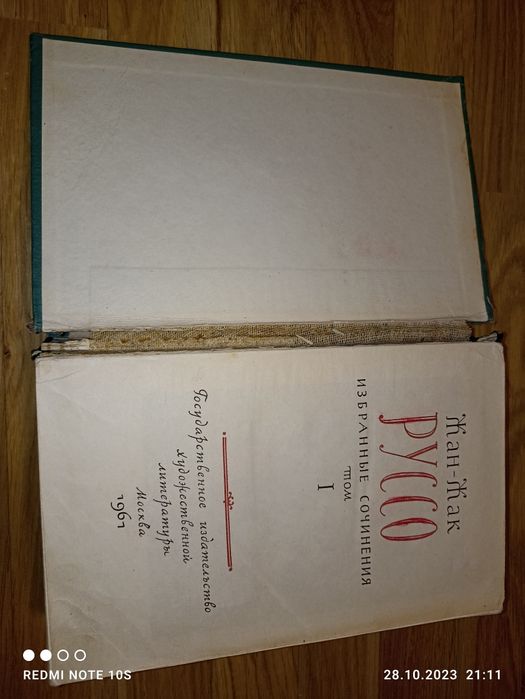 Жан-Жак
РУССО
ИЗБРАННЫЕ СОЧИНЕНИЯ
ТОМ
I
Государственное издательство
художественной
литературы
Москва
1961
REDMI NOTE 10S
28.10.2023 21:11